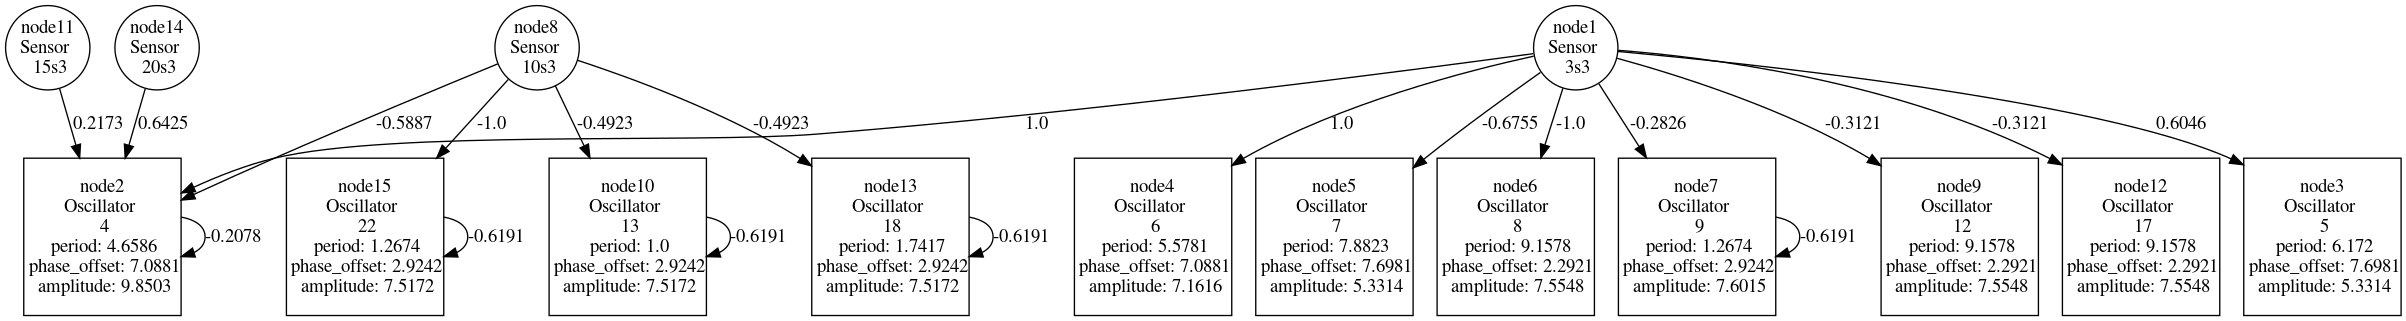 node11
Sensor
15s3
node14
Sensor
20s3
node8
Sensor
10s3
node1
Sensor
3s3
0.2173
0.6425
-0.5887
-1.0
-0.4923
-0.4923
1.0
1.0
-0.6755
-1.0
-0.2826
-0.3121
-0.3121
0.6046
node2
Oscillator
4
period: 4.6586
phase_offset: 7.0881
amplitude: 9.8503
-0.2078
node15
Oscillator
22
period: 1.2674
phase_offset: 2.9242
amplitude: 7.5172
-0.6191
node10
Oscillator
13
period: 1.0
phase_offset: 2.9242
amplitude: 7.5172
-0.6191
node13
Oscillator
18
period: 1.7417
phase_offset: 2.9242
amplitude: 7.5172
-0.6191
node4
Oscillator
6
period: 5.5781
phase_offset: 7.0881
amplitude: 7.1616
node5
Oscillator
7
period: 7.8823
phase_offset: 7.6981
amplitude: 5.3314
node6
Oscillator
8
period: 9.1578
phase_offset: 2.2921
amplitude: 7.5548
node7
Oscillator
9
period: 1.2674
phase_offset: 2.9242
amplitude: 7.6015
-0.6191
node9
Oscillator
12
period: 9.1578
phase_offset: 2.2921
amplitude: 7.5548
node12
Oscillator
17
period: 9.1578
phase_offset: 2.2921
amplitude: 7.5548
node3
Oscillator
5
period: 6.172
phase_offset: 7.6981
amplitude: 5.3314